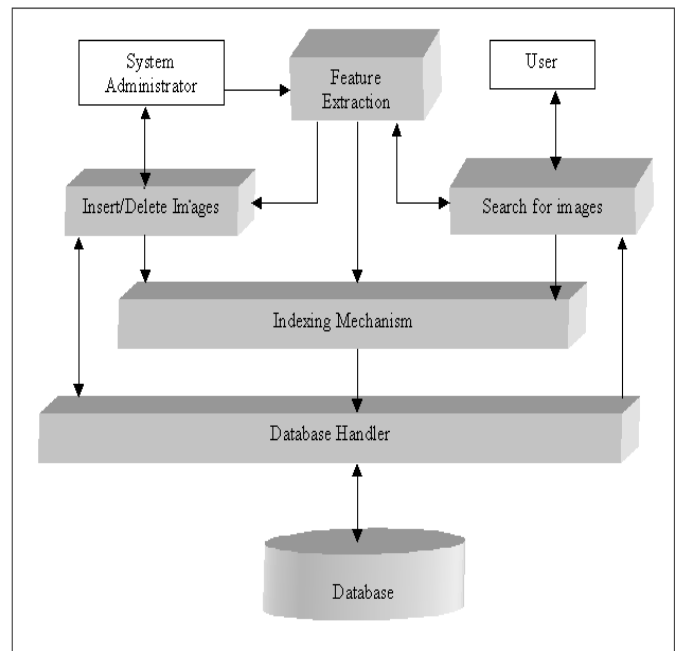 System
Administrator
Feature
Extraction
User
Insert/Delete Images
Search for images
Indexing Mechanism
Database Handler
Database